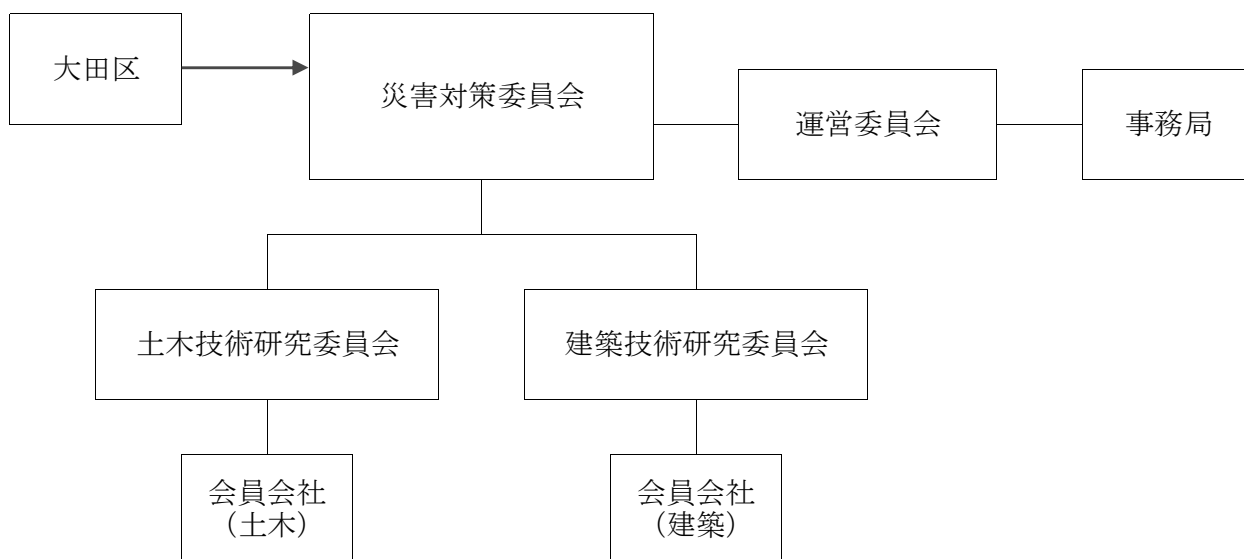 大田区
災害対策委員会
運営委員会
事務局
土木技術研究委員会
建築技術研究委員会
会員会社
（土木）
会員会社
（建築）